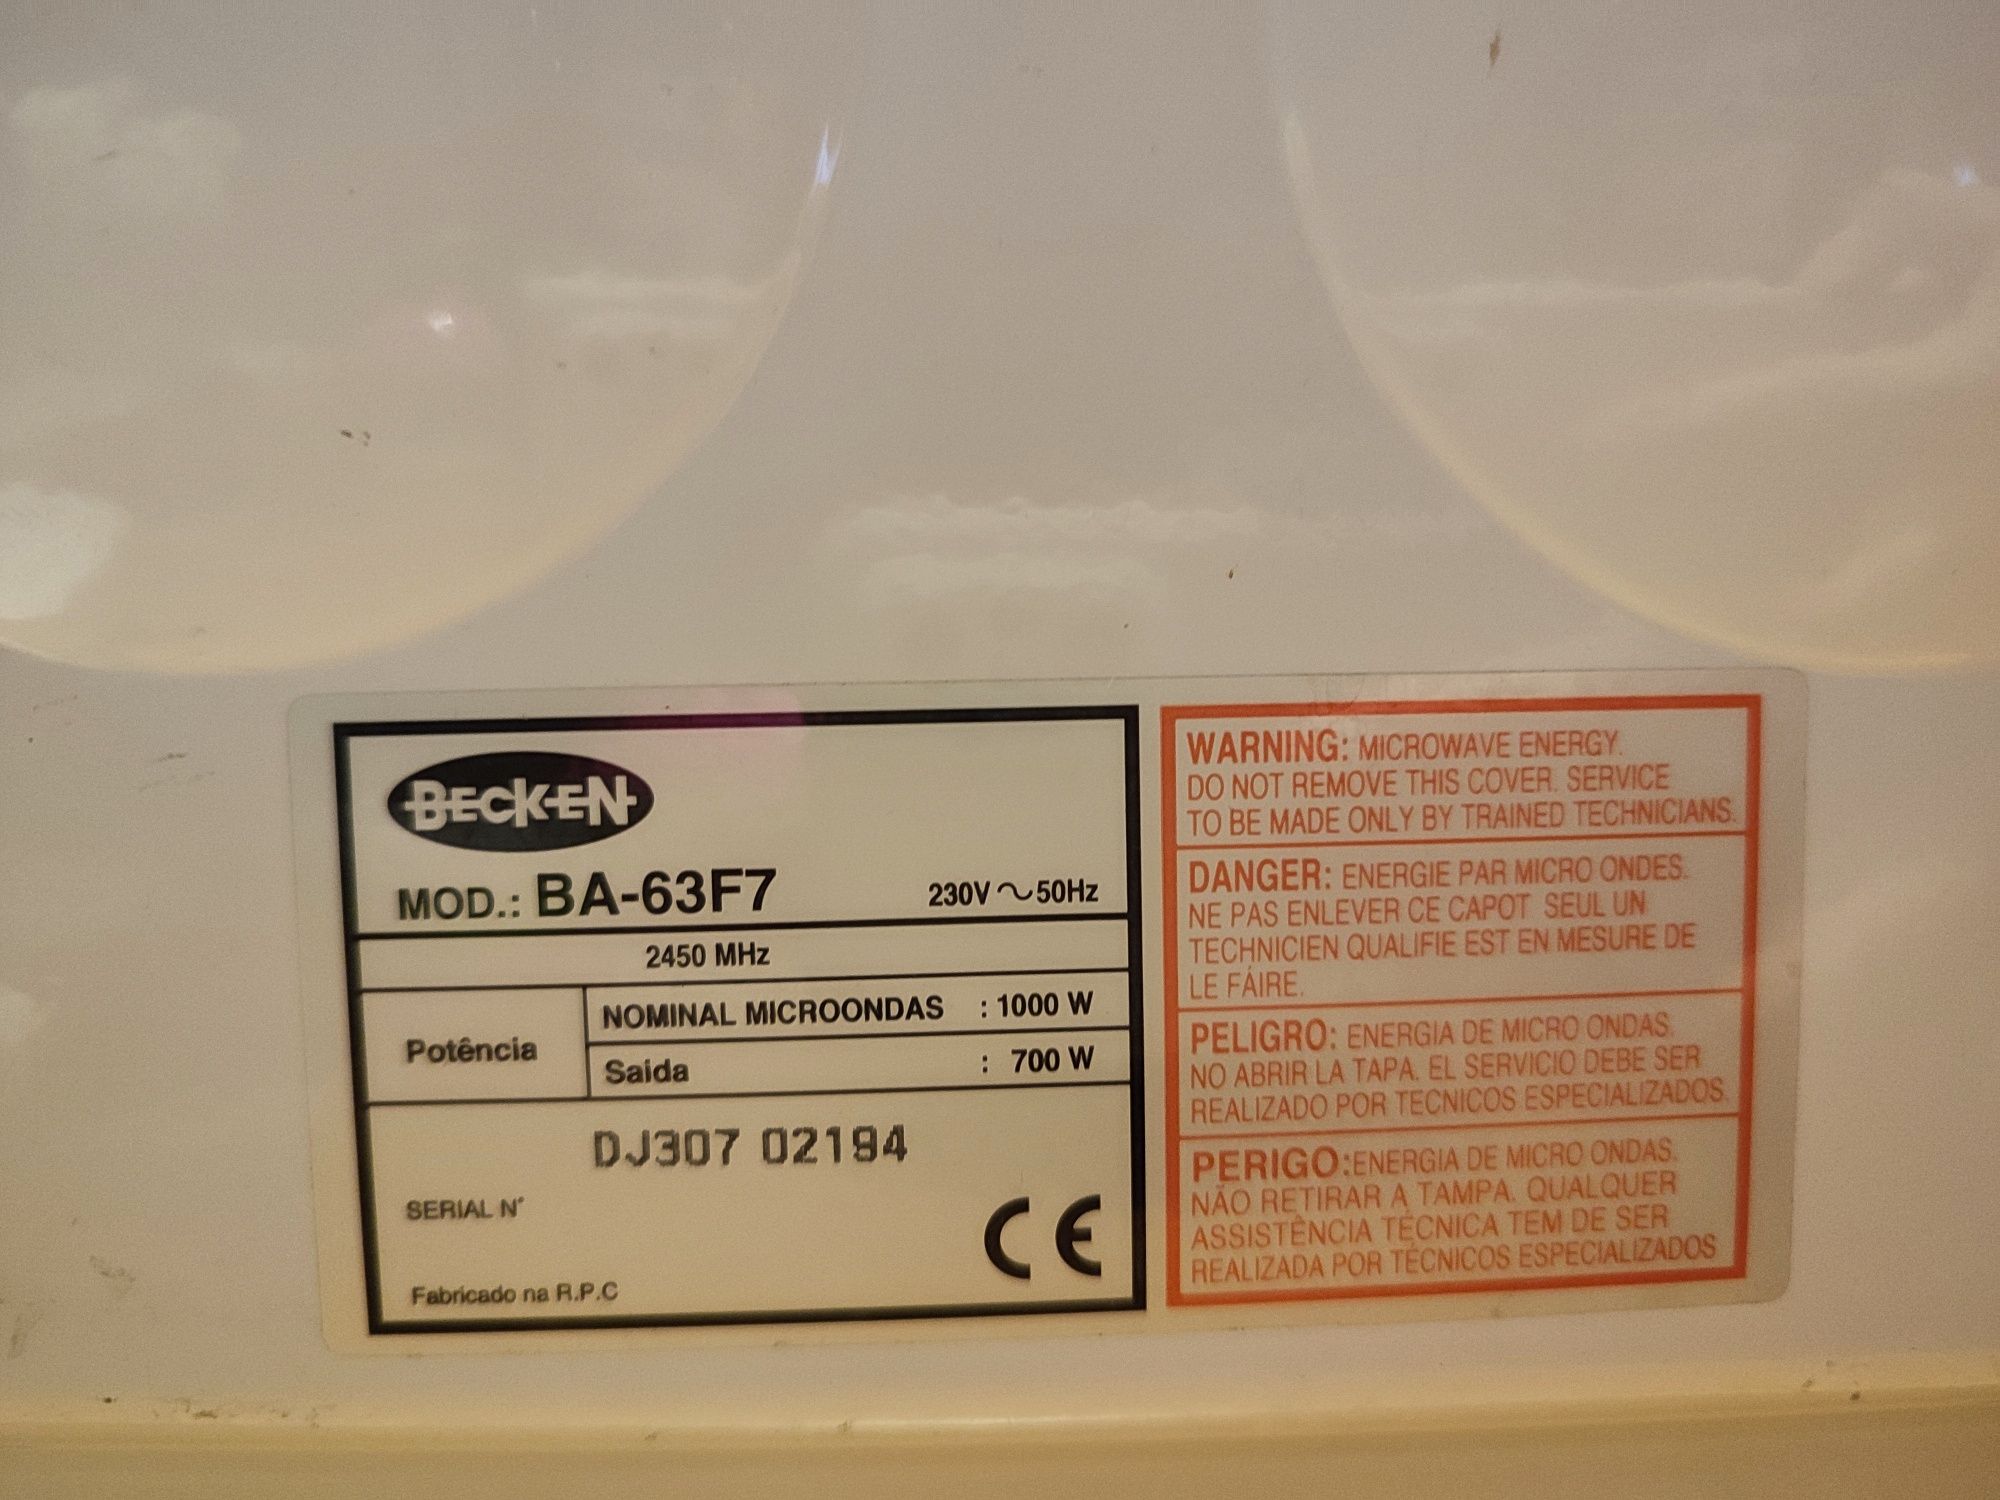 BECKEN
MOD.: BA-63F7 230V ~ 50Hz
2450 MHz
Potência
NOMINAL MICROONDAS : 1000 W
Saida : 700 W
DJ307 02194
SERIAL N°
Fabricado na R.P.C
CE
WARNING: MICROWAVE ENERGY.
DO NOT REMOVE THIS COVER. SERVICE
TO BE MADE ONLY BY TRAINED TECHNICIANS.
DANGER: ENERGIE PAR MICRO ONDES.
NE PAS ENLEVER CE CAPOT SEUL UN
TECHNICIEN QUALIFIE EST EN MESURE DE
LE FÁIRE.
PELIGRO: ENERGIA DE MICRO ONDAS.
NO ABRIR LA TAPA. EL SERVICIO DEBE SER
REALIZADO POR TECNICOS ESPECIALIZADOS.
PERIGO:ENERGIA DE MICRO ONDAS.
NÃO RETIRAR A TAMPA. QUALQUER
ASSISTÊNCIA TÉCNICA TEM DE SER
REALIZADA POR TÉCNICOS ESPECIALIZADOS